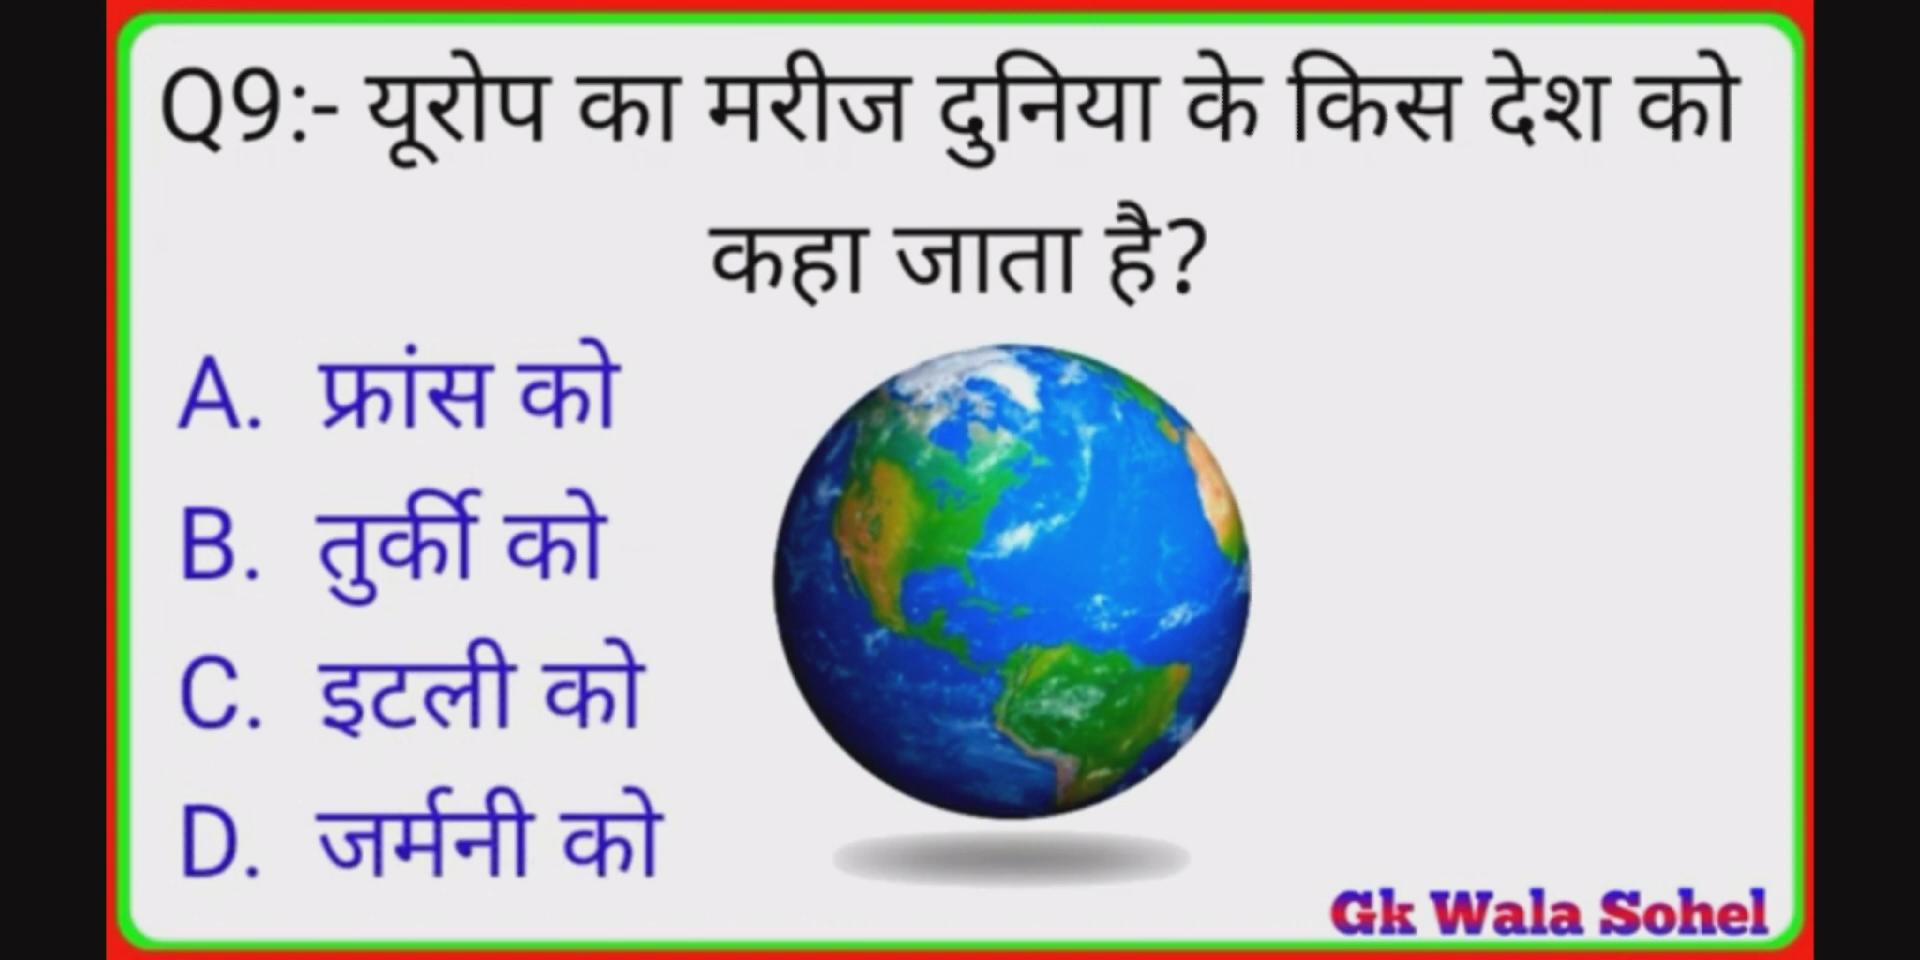 Q9:- यूरोप का मरीज दुनिया के किस देश को
कहा जाता है?
A. फ्रांस को
B. तुर्की को
C. इटली को
D. जर्मनी को
Gk Wala Sohel